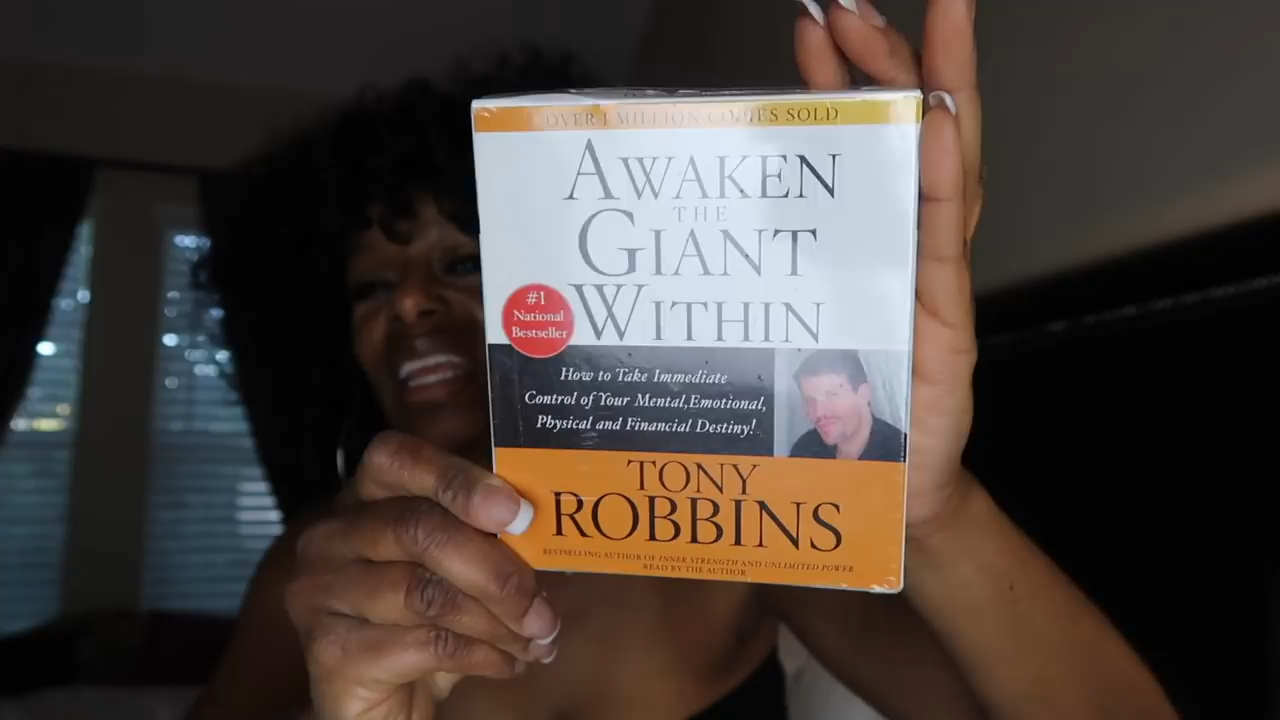 OVER 1 MILLION COPIES SOLD
AWAKEN
THE
GIANT
WITHIN
#1
National
Bestseller
How to Take Immediate
Control of Your Mental, Emotional,
Physical and Financial Destiny!
TONY
ROBBINS
BESTSELLING AUTHOR OF INNER STRENGTH AND UNLIMITED POWER
READ BY THE AUTHOR